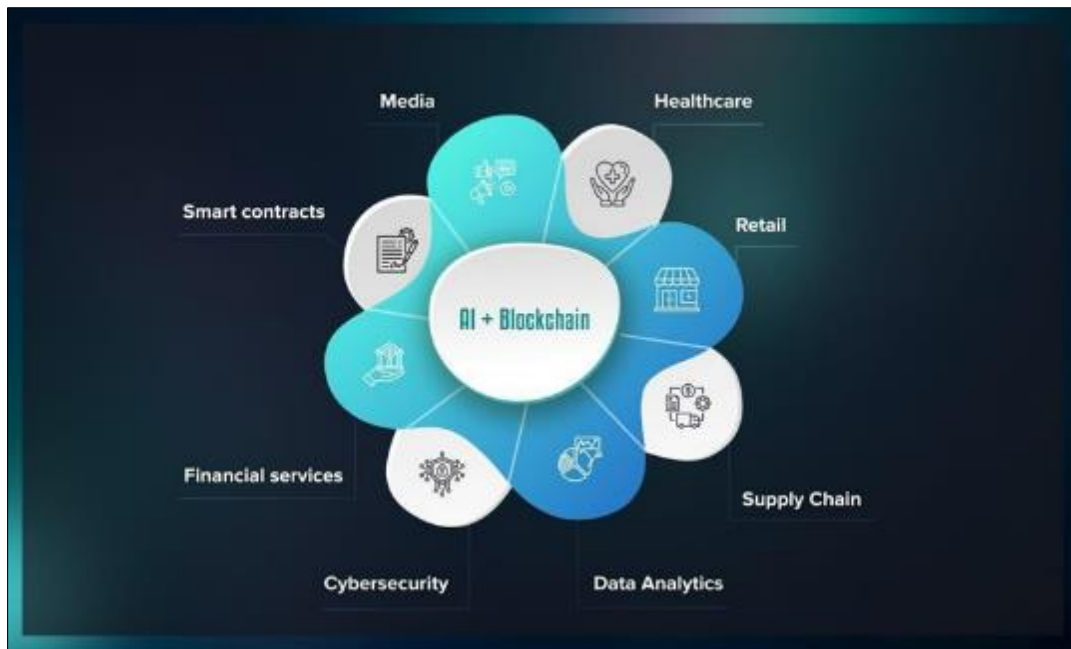 Media
Healthcare
Smart contracts
Retail
AI + Blockchain
Financial services
Supply Chain
Cybersecurity
Data Analytics